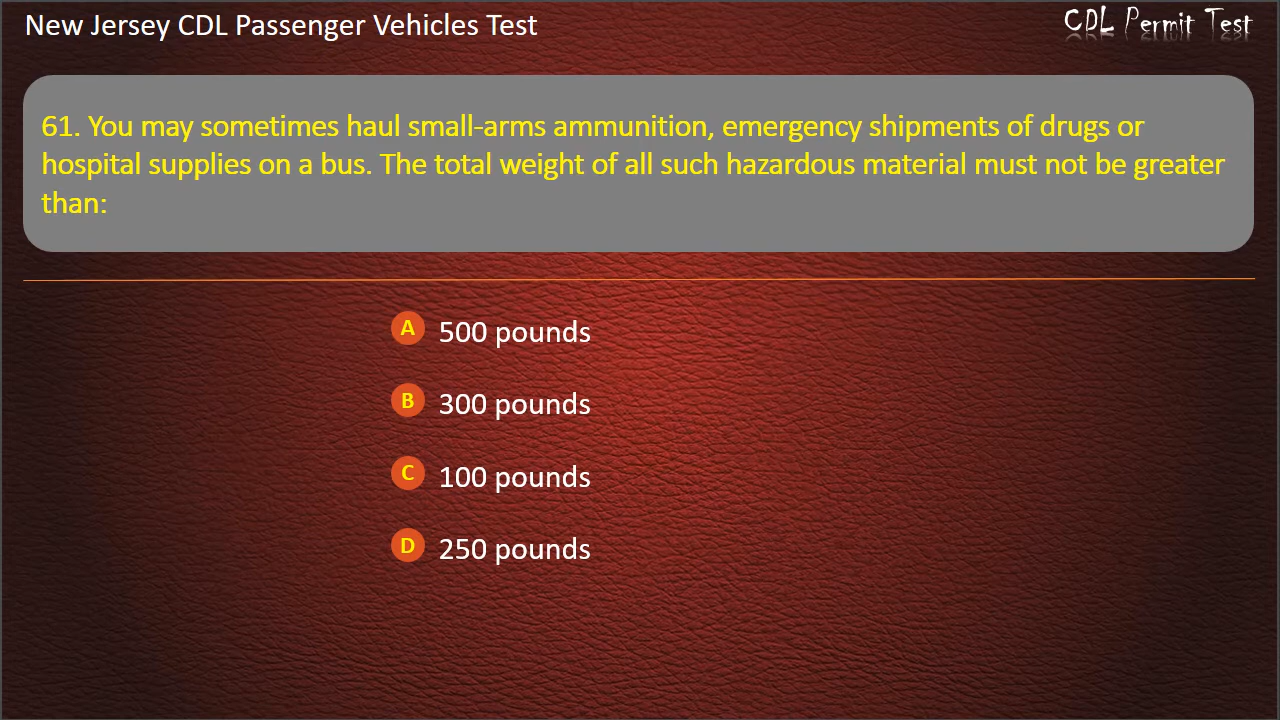 New Jersey CDL Passenger Vehicles Test
CDL Permit Test
61. You may sometimes haul small-arms ammunition, emergency shipments of drugs or
hospital supplies on a bus. The total weight of all such hazardous material must not be greater
than:
A 500 pounds
B 300 pounds
C 100 pounds
D 250 pounds